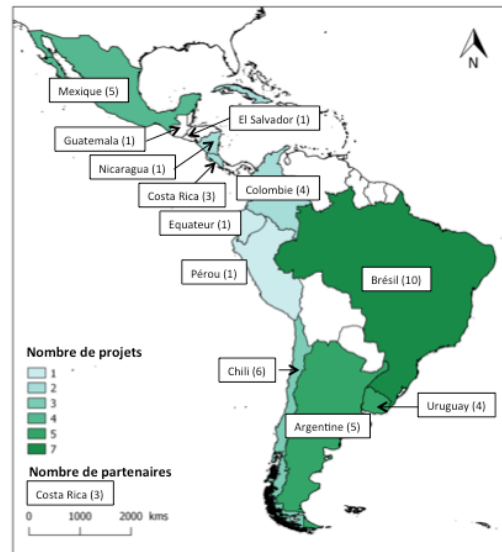 N
Mexique (5)
El Salvador (1)
Guatemala (1)
Nicaragua (1)
Costa Rica (3)
Colombie (4)
Equateur (1)
Pérou (1)
Brésil (10)
Chili (6)
Uruguay (4)
Argentine (5)
Nombre de projets
1
2
3
4
5
7
Nombre de partenaires
Costa Rica (3)
0 1000 2000 kms